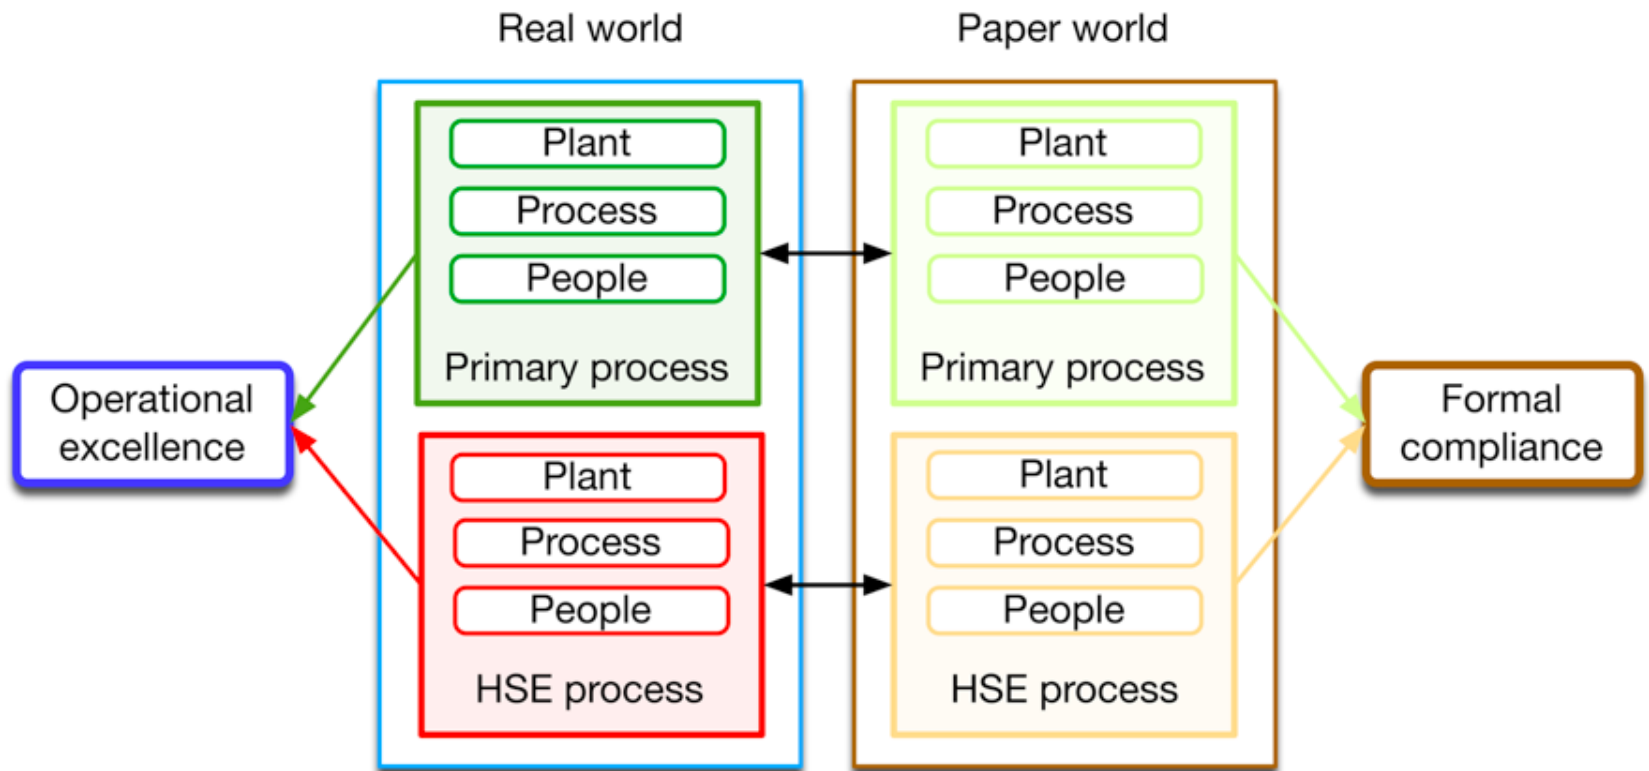 Real world
Paper world
Plant
Process
People
Primary process
Plant
Process
People
Primary process
Operational
excellence
Formal
compliance
Plant
Process
People
HSE process
Plant
Process
People
HSE process